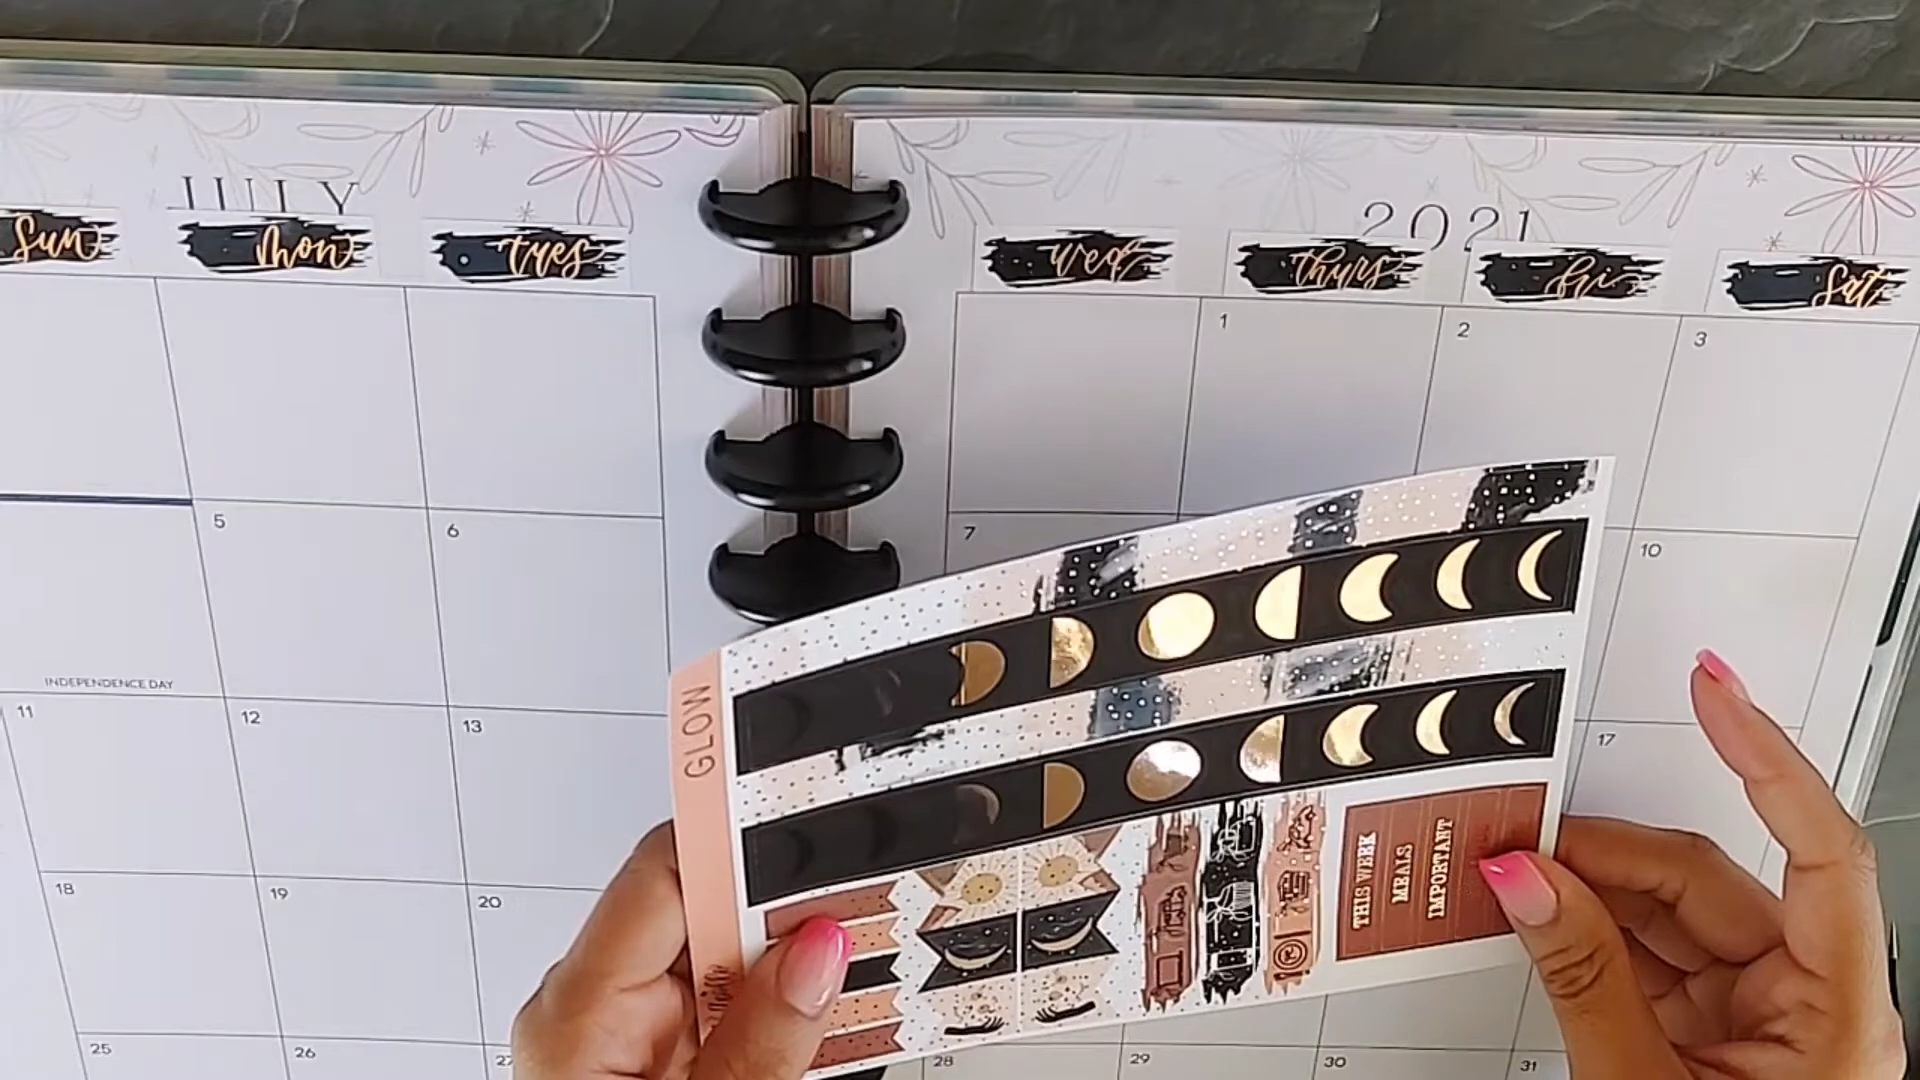 JULY
2021
sun
mon
tues
wed
thurs
fri
sat
1
2
3
5
6
7
10
INDEPENDENCE DAY
11
12
13
17
18
19
20
25
26
27
28
29
30
31
GLOW
THIS WEEK
MEALS
IMPORTANT